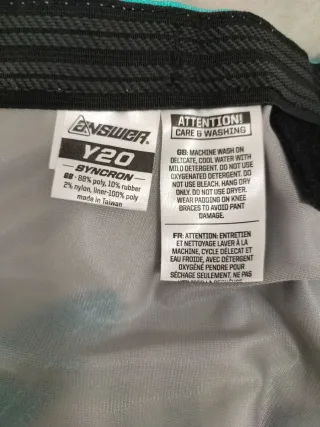 ANSWER
Y20
SYNCRON
GB - 88% poly, 10% rubber
2% nylon, liner-100% poly
made in Taiwan
ATTENTION!
CARE & WASHING
GB: MACHINE WASH ON
DELICATE, COOL WATER WITH
MILD DETERGENT. DO NOT USE
OXYGENATED DETERGENT. DO
NOT USE BLEACH. HANG DRY
ONLY. DO NOT USE DRYER.
WEAR PADDING ON KNEE
BRACES TO AVOID PANT
DAMAGE.
FR: ATTENTION: ENTRETIEN
ET NETTOYAGE LAVER À LA
MACHINE, CYCLE DÉLECAT ET
EAU FROIDE, AVEC DÉTERGENT
OXYGÉNÉ PENDRE POUR
SÉCHAGE SEULEMENT, NE PAS